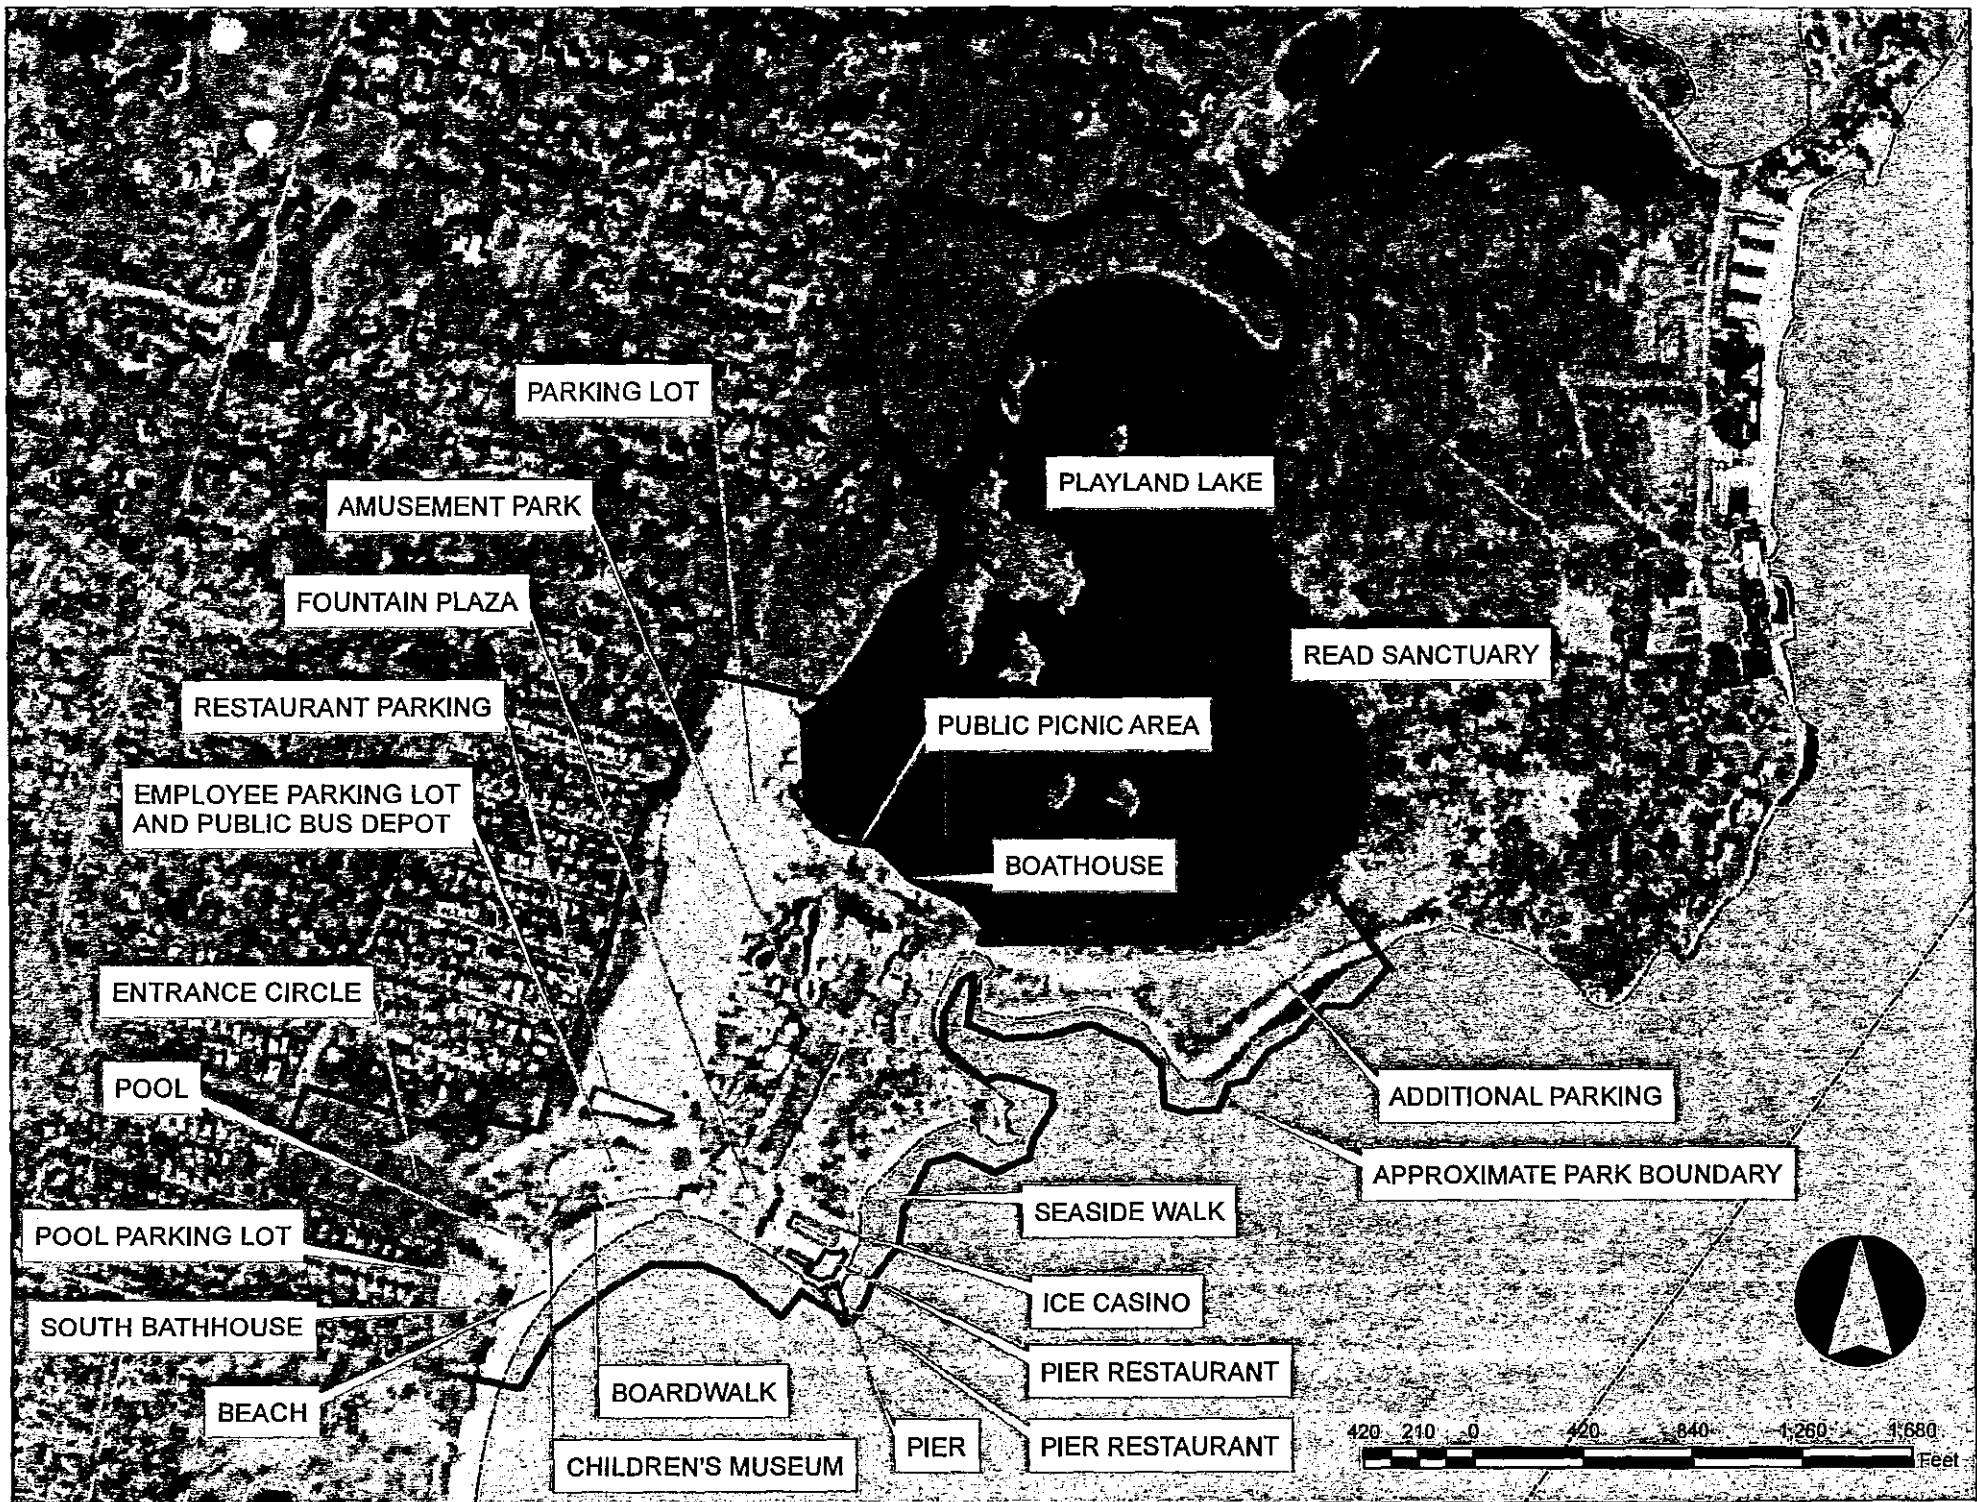 PARKING LOT
PLAYLAND LAKE
AMUSEMENT PARK
FOUNTAIN PLAZA
READ SANCTUARY
RESTAURANT PARKING
PUBLIC PICNIC AREA
EMPLOYEE PARKING LOT
AND PUBLIC BUS DEPOT
BOATHOUSE
ENTRANCE CIRCLE
POOL
ADDITIONAL PARKING
APPROXIMATE PARK BOUNDARY
SEASIDE WALK
POOL PARKING LOT
ICE CASINO
SOUTH BATHHOUSE
PIER RESTAURANT
BOARDWALK
BEACH
PIER
PIER RESTAURANT
CHILDREN'S MUSEUM
420 210 0 420 840 1,260 1,680
Feet